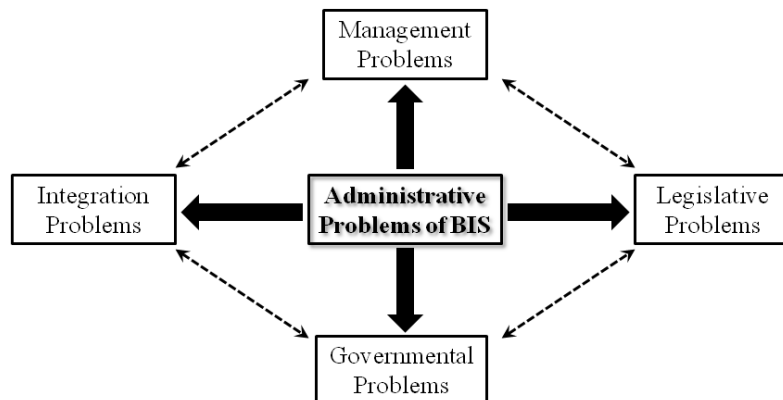 Management
Problems
Integration
Problems
Administrative
Problems of BIS
Legislative
Problems
Governmental
Problems